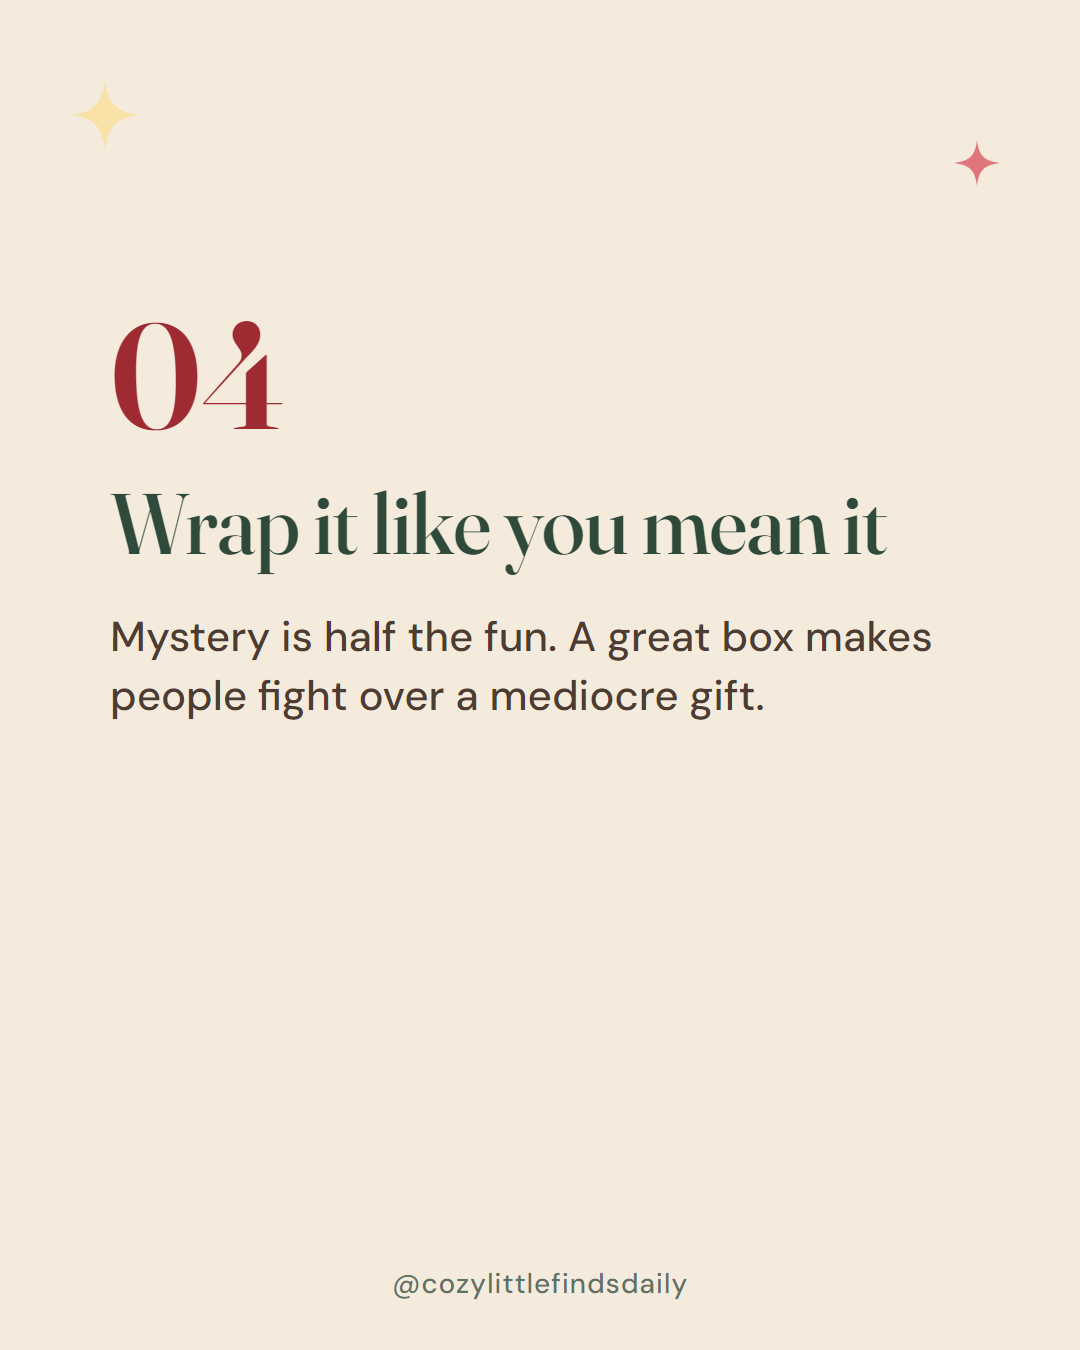 04
Wrap it like you mean it
Mystery is half the fun. A great box makes
people fight over a mediocre gift.
@cozylittlefindsdaily